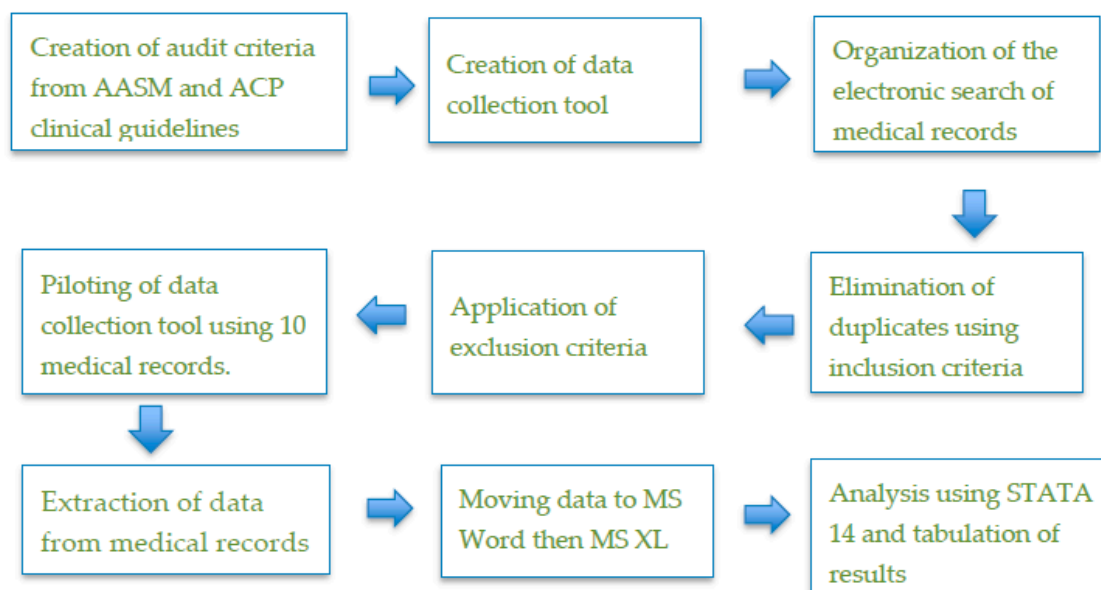 Creation of audit criteria
from AASM and ACP
clinical guidelines
Creation of data
collection tool
Organization of the
electronic search of
medical records
Elimination of
duplicates using
inclusion criteria
Application of
exclusion criteria
Piloting of data
collection tool using 10
medical records.
Extraction of data
from medical records
Moving data to MS
Word then MS XL
Analysis using STATA
14 and tabulation of
results